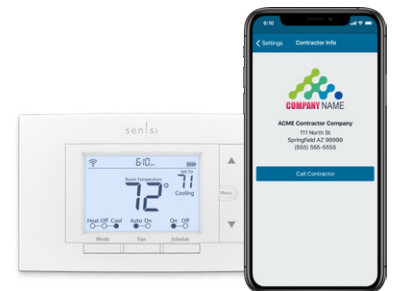 sensi
6:10
Room Temperature
72°
Set To
71
Cooling
Heat Off Cool
Auto On
On Off
Mode
Fan
Schedule
Menu
6:10
Settings
Contractor Info
COMPANY NAME
ACME Contractor Company
111 North St
Springfield AZ 99999
(555) 555-5555
Call Contractor